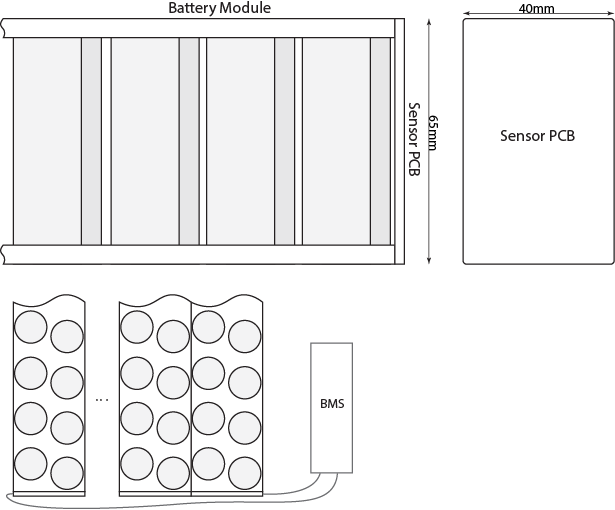 Battery Module
40mm
Sensor PCB
65mm
Sensor PCB
...
BMS